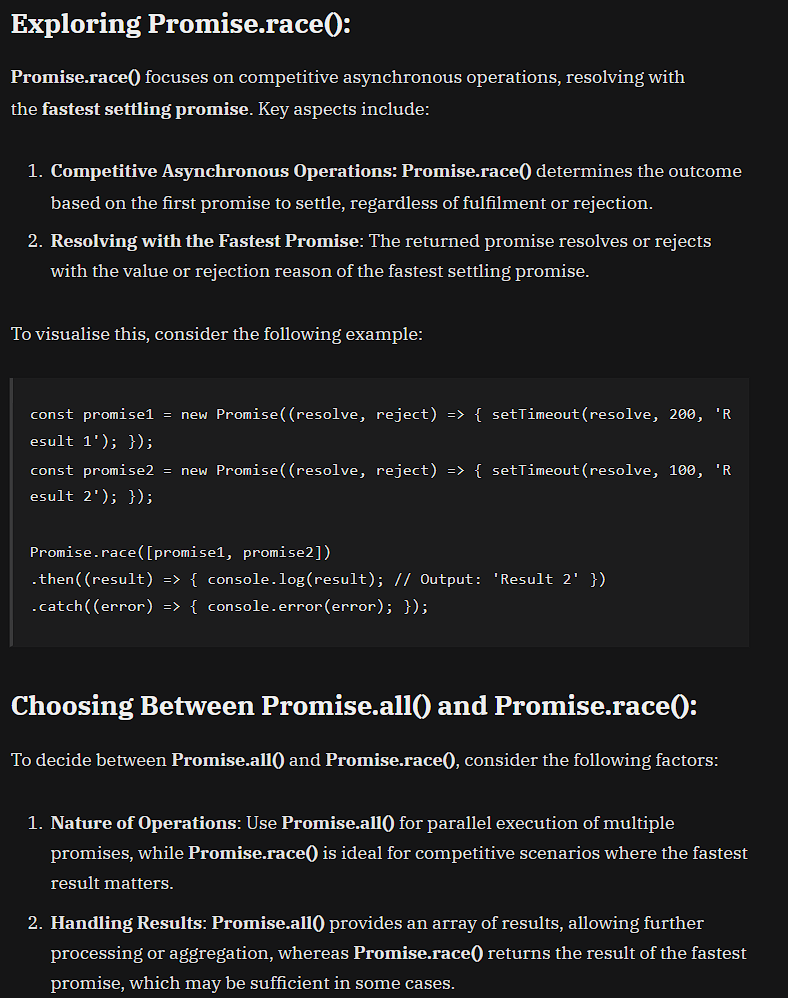 Exploring Promise.race():
Promise.race() focuses on competitive asynchronous operations, resolving with
the fastest settling promise. Key aspects include:
1. Competitive Asynchronous Operations: Promise.race() determines the outcome
based on the first promise to settle, regardless of fulfilment or rejection.
2. Resolving with the Fastest Promise: The returned promise resolves or rejects
with the value or rejection reason of the fastest settling promise.
To visualise this, consider the following example:
const promise1 = new Promise((resolve, reject) => { setTimeout(resolve, 200, 'R
esult 1'); });
const promise2 = new Promise((resolve, reject) => { setTimeout(resolve, 100, 'R
esult 2'); });
Promise.race([promise1, promise2])
.then((result) => { console.log(result); // Output: 'Result 2' })
.catch((error) => { console.error(error); });
Choosing Between Promise.all() and Promise.race():
To decide between Promise.all() and Promise.race(), consider the following factors:
1. Nature of Operations: Use Promise.all() for parallel execution of multiple
promises, while Promise.race() is ideal for competitive scenarios where the fastest
result matters.
2. Handling Results: Promise.all() provides an array of results, allowing further
processing or aggregation, whereas Promise.race() returns the result of the fastest
promise, which may be sufficient in some cases.